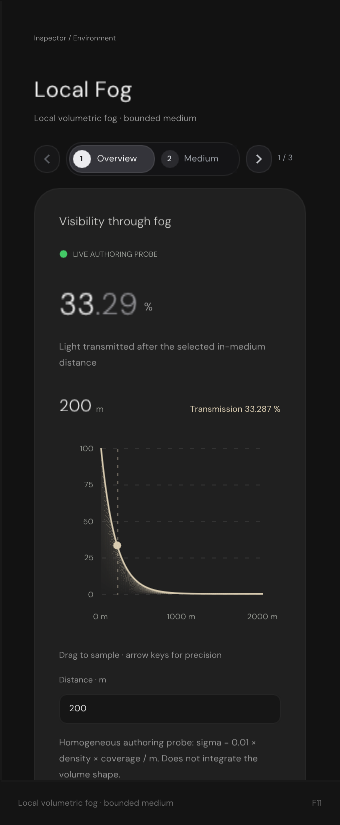 Inspector / Environment
Local Fog
Local volumetric fog · bounded medium
1 Overview 2 Medium 1 / 3
Visibility through fog
LIVE AUTHORING PROBE
33.29 %
Light transmitted after the selected in-medium
distance
200 m Transmission 33.287 %
100
75
50
25
0
0 m 1000 m 2000 m
Drag to sample · arrow keys for precision
Distance · m
200
Homogeneous authoring probe: sigma = 0.01 ×
density × coverage / m. Does not integrate the
volume shape.
Local volumetric fog · bounded medium F11